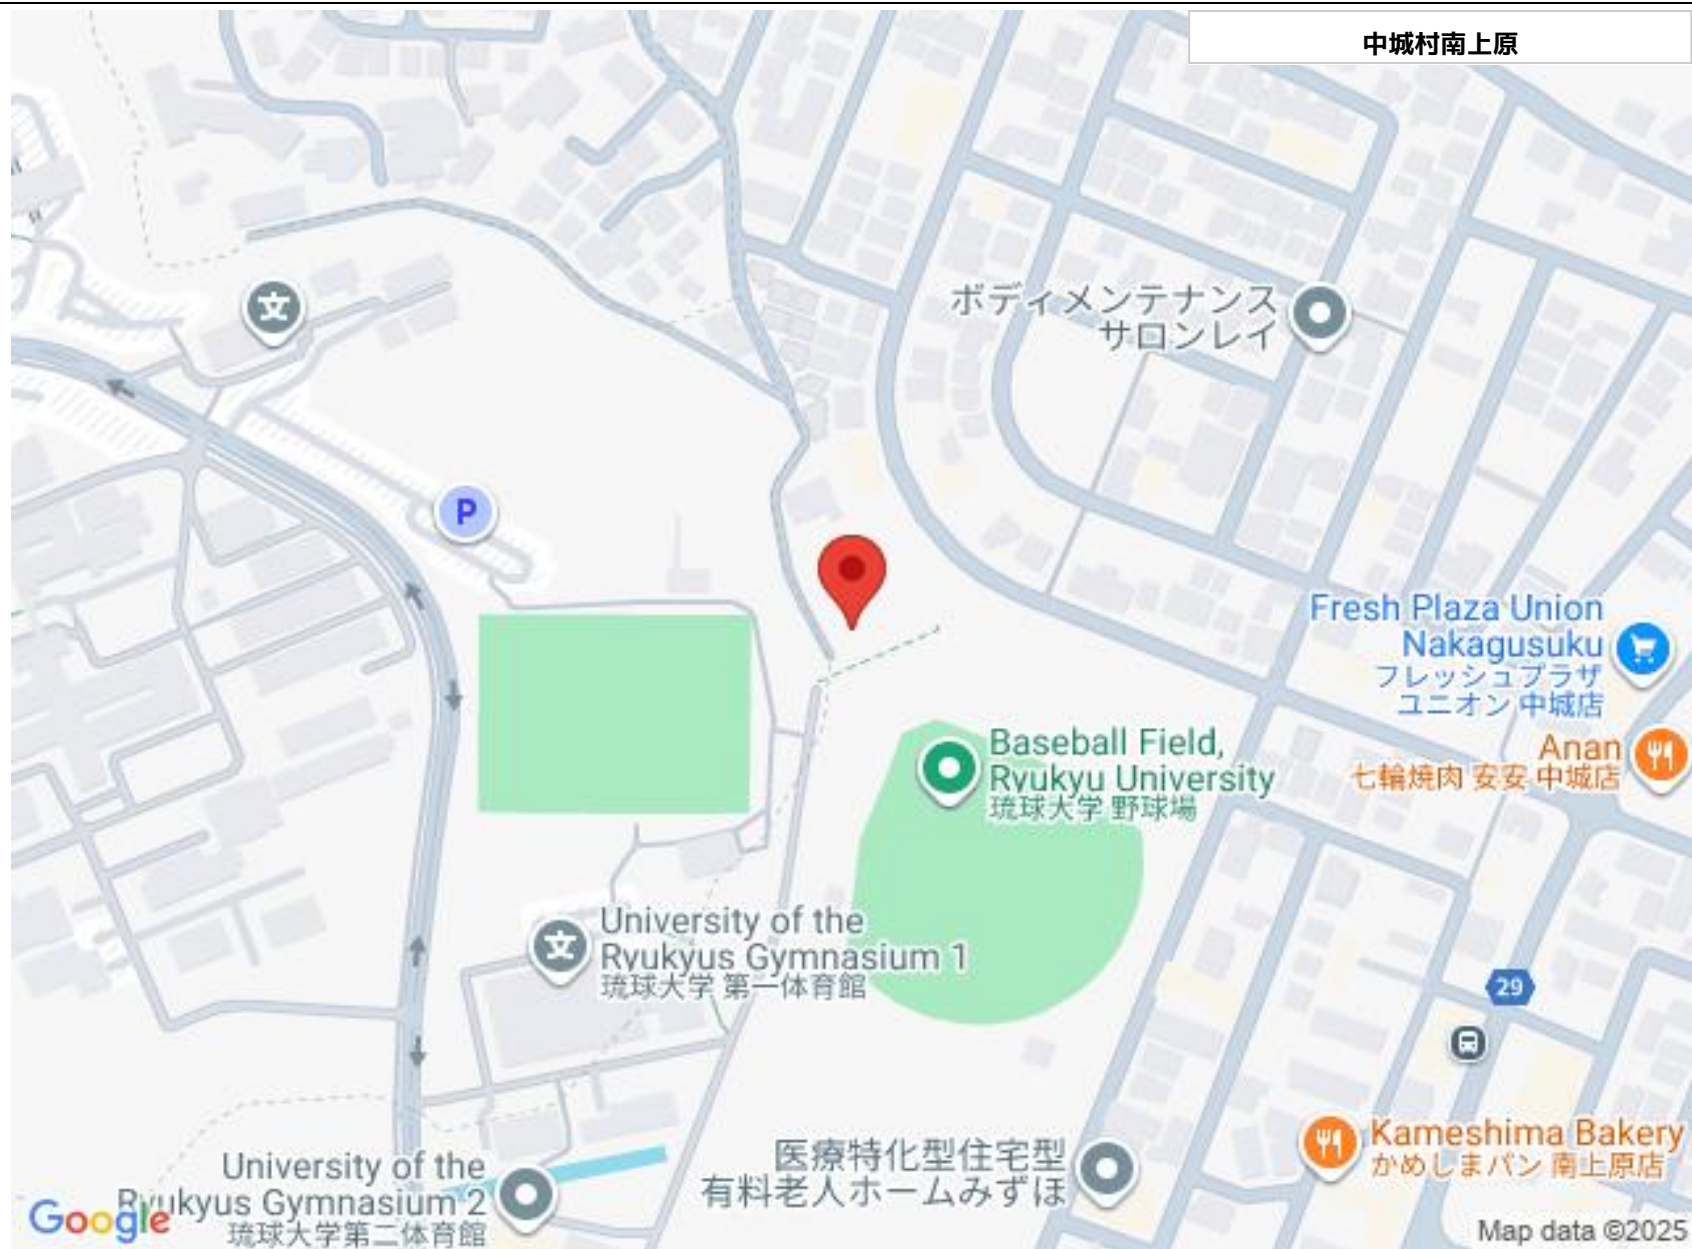 中城村南上原
文
ボディメンテナンス
サロンレイ
P
Fresh Plaza Union
Nakagusuku
フレッシュプラザ
ユニオン 中城店
Baseball Field,
Ryukyu University
琉球大学 野球場
Anan
七輪焼肉 安安 中城店
文
University of the
Ryukyus Gymnasium 1
琉球大学 第一体育館
29
Kameshima Bakery
かめしまパン 南上原店
医療特化型住宅型
有料老人ホームみずほ
University of the
Ryukyus Gymnasium 2
琉球大学第二体育館
Google
Map data ©2025